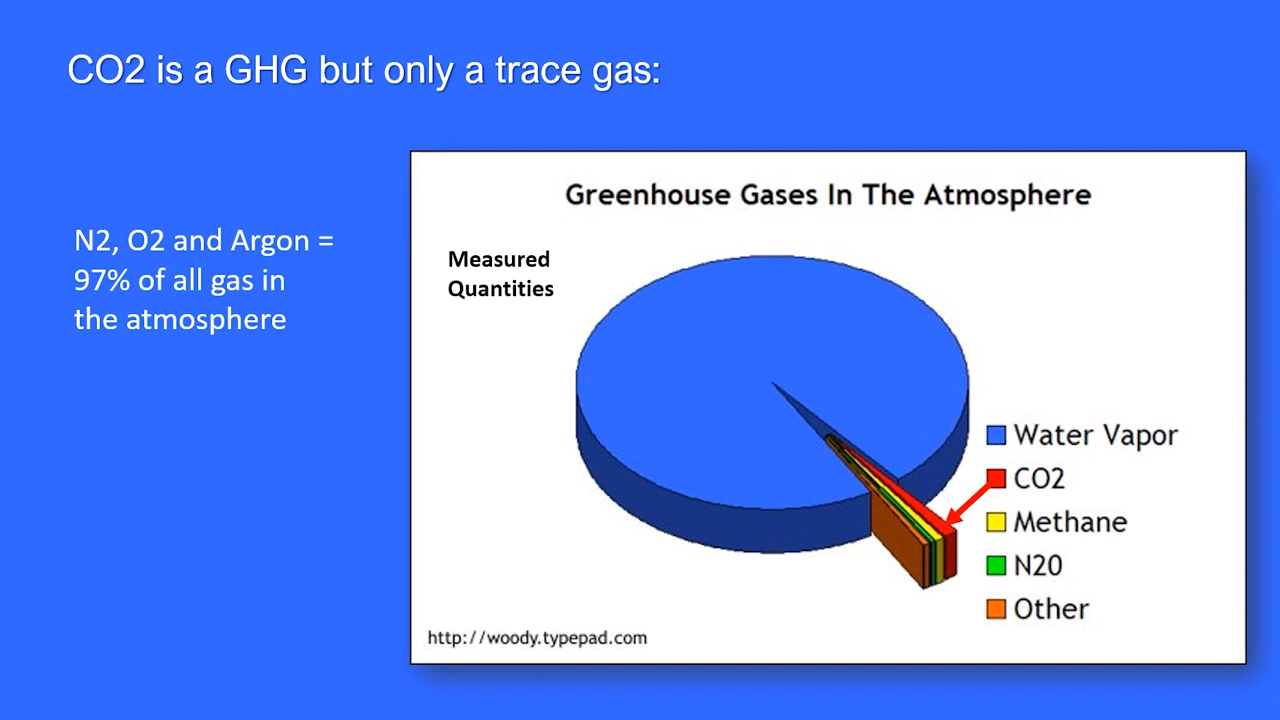 CO2 is a GHG but only a trace gas:
N2, O2 and Argon =
97% of all gas in
the atmosphere
Greenhouse Gases In The Atmosphere
Measured
Quantities
Water Vapor
CO2
Methane
N20
Other
http://woody.typepad.com